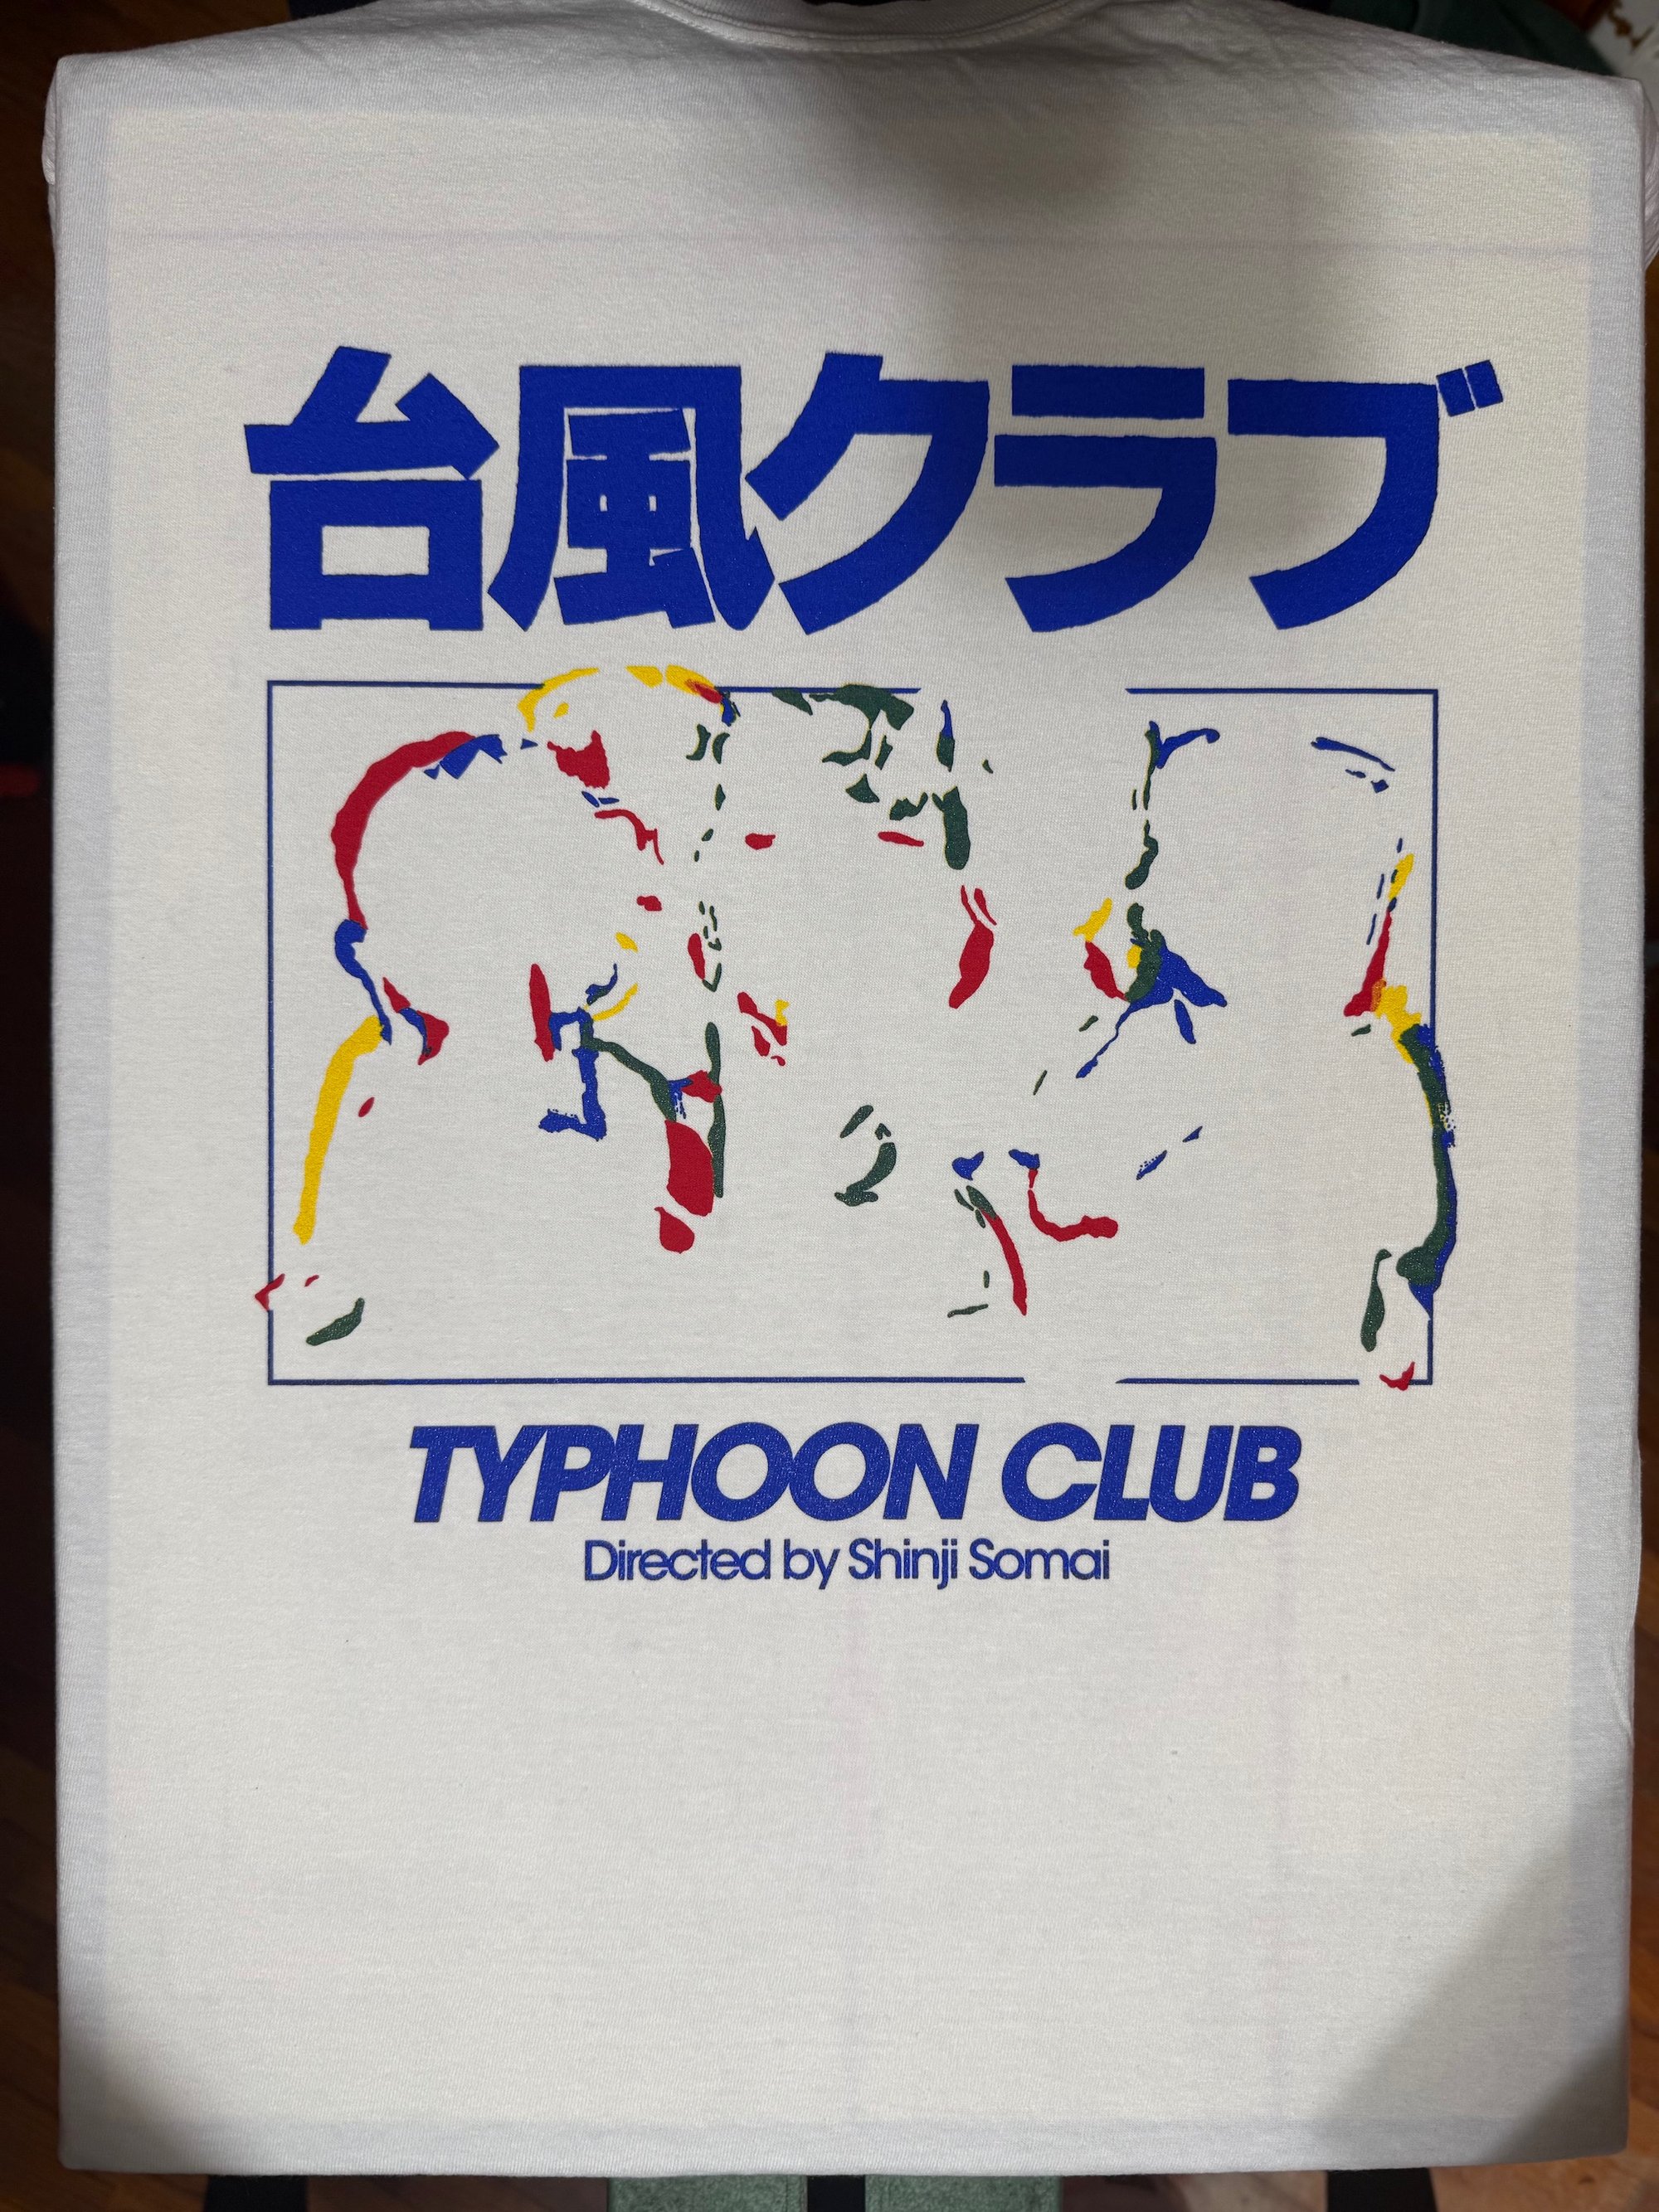 台風クラブ
TYPHOON CLUB
Directed by Shinji Somai